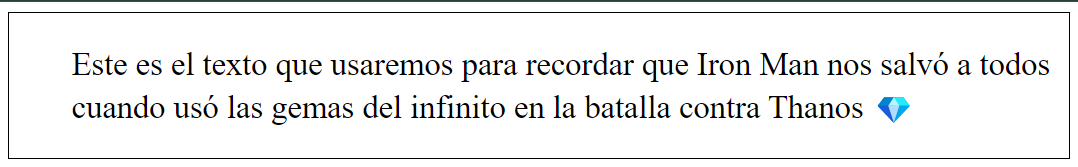 Este es el texto que usaremos para recordar que Iron Man nos salvó a todos
cuando usó las gemas del infinito en la batalla contra Thanos 💎